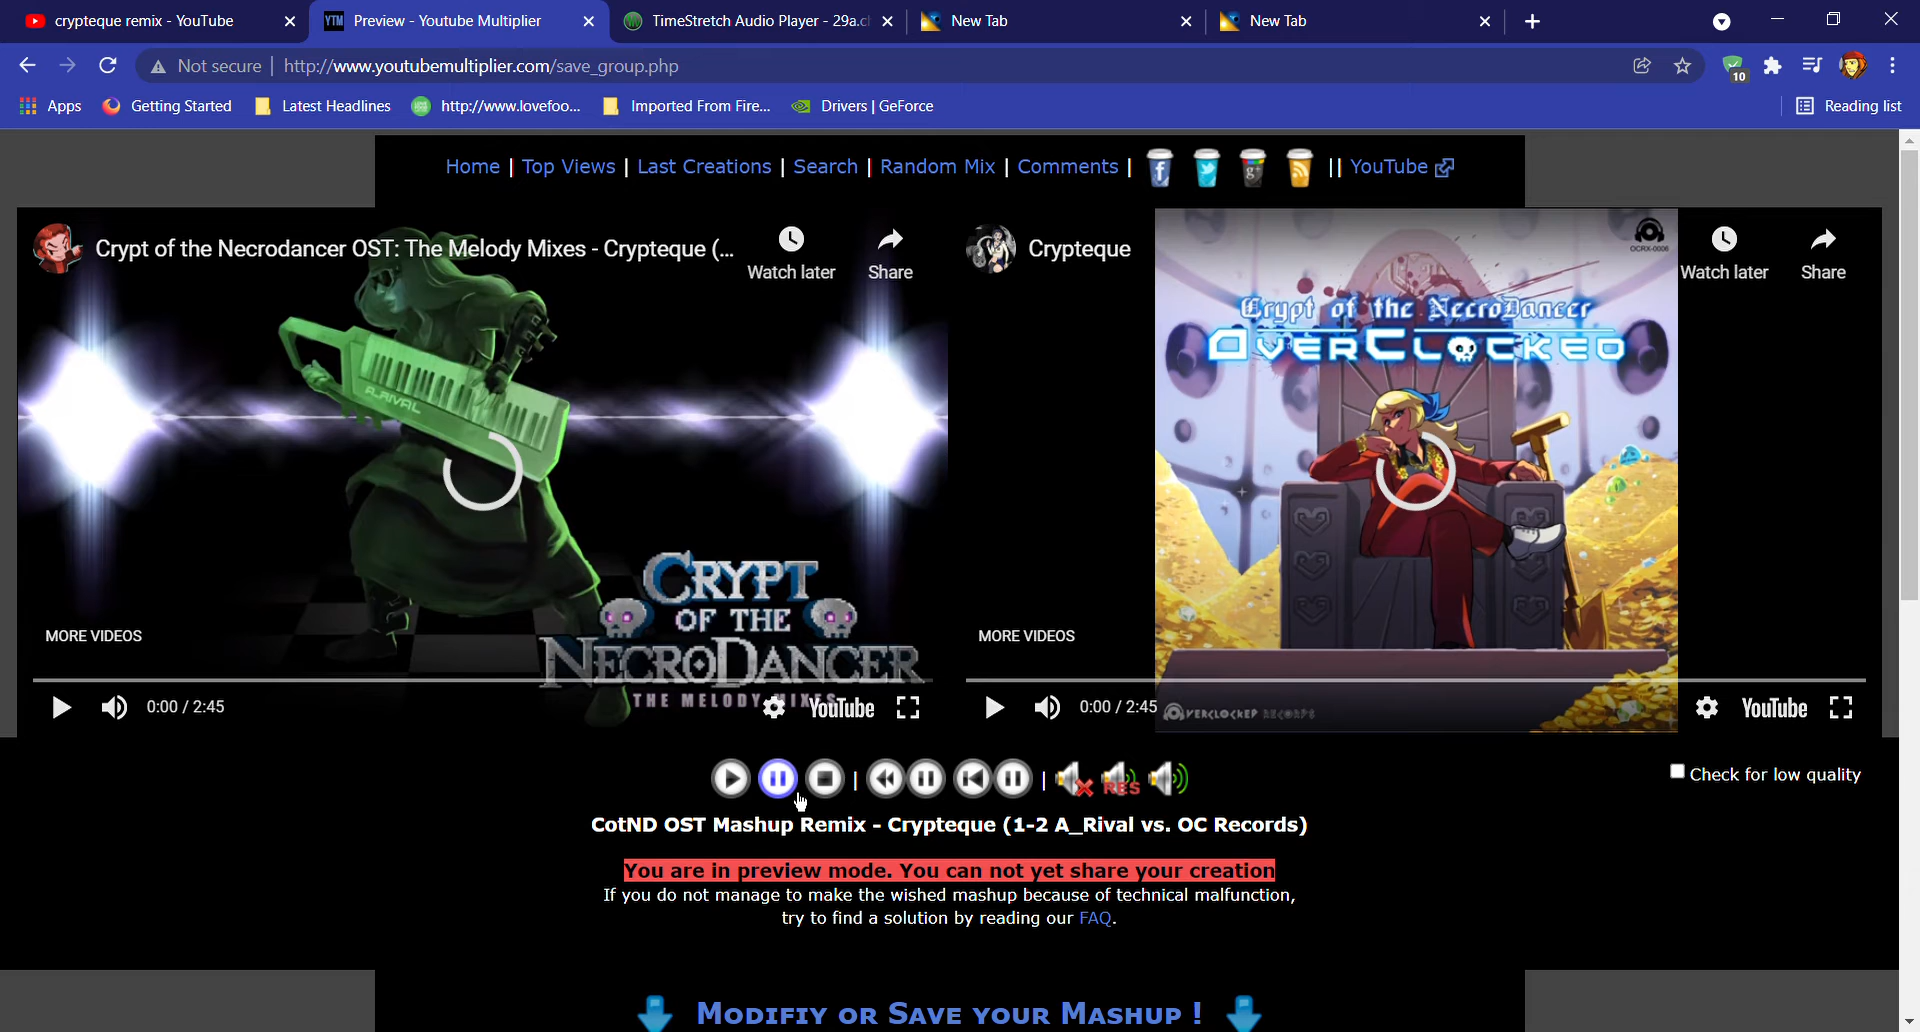 crypteque remix - YouTube
Preview - Youtube Multiplier
TimeStretch Audio Player - 29a.c
New Tab
New Tab
Not secure
http://www.youtubemultiplier.com/save_group.php
10
Apps
Getting Started
Latest Headlines
http://www.lovefoo...
Imported From Fire...
Drivers | GeForce
Reading list
Home | Top Views | Last Creations | Search | Random Mix | Comments | || YouTube
Crypt of the Necrodancer OST: The Melody Mixes - Crypteque (...
Watch later
Share
A_RIVAL
CRYPT
OF THE
NECRODANCER
THE MELODY MIXES
MORE VIDEOS
0:00 / 2:45
YouTube
Crypteque
OCRX-0006
Watch later
Share
Crypt of the NecroDancer
OVERCLOCKED
MORE VIDEOS
0:00 / 2:45
OVERCLOCKED RECORDS
YouTube
RES
Check for low quality
CotND OST Mashup Remix - Crypteque (1-2 A_Rival vs. OC Records)
You are in preview mode. You can not yet share your creation
If you do not manage to make the wished mashup because of technical malfunction,
try to find a solution by reading our FAQ.
MODIFIY OR SAVE YOUR MASHUP !